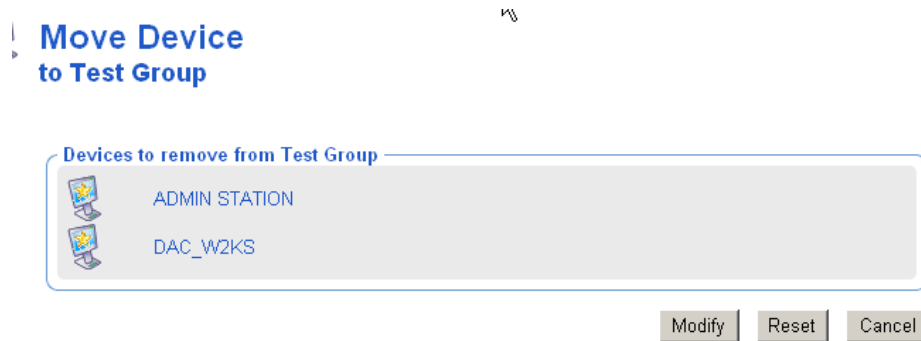 Move Device
to Test Group
Devices to remove from Test Group
ADMIN STATION
DAC_W2KS
Modify Reset Cancel